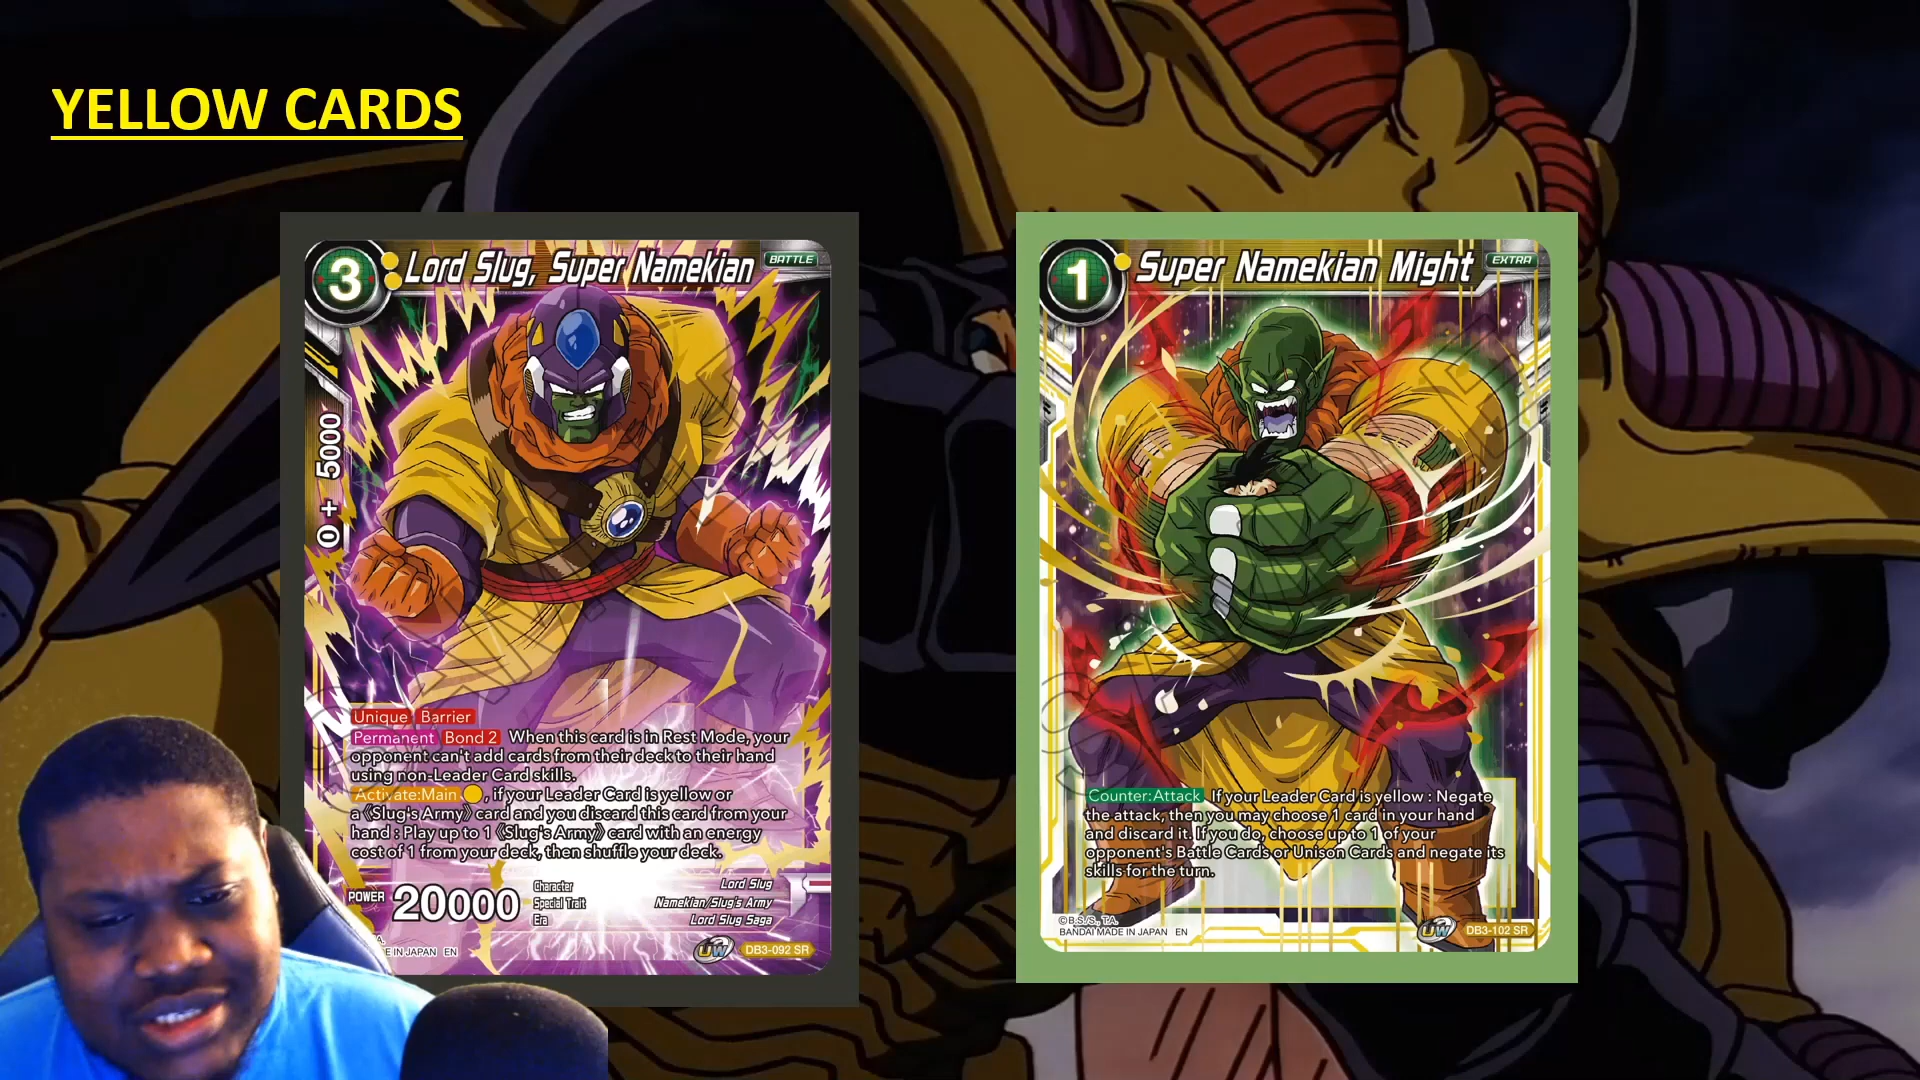 YELLOW CARDS
3
Lord Slug, Super Namekian
BATTLE
0 + 5000
Unique Barrier
Permanent Bond 2 When this card is in Rest Mode, your
opponent can't add cards from their deck to their hand
using non-Leader Card skills.
Activate:Main , if your Leader Card is yellow or
a 《Slug's Army》 card and you discard this card from your
hand : Play up to 1 《Slug's Army》 card with an energy
cost of 1 from your deck, then shuffle your deck.
POWER 20000
Character Lord Slug
Special Trait Namekian/Slug's Army
Era Lord Slug Saga
E IN JAPAN EN
UW
DB3-092 SR
1
Super Namekian Might
EXTRA
Counter:Attack If your Leader Card is yellow : Negate
the attack, then you may choose 1 card in your hand
and discard it. If you do, choose up to 1 of your
opponent's Battle Cards or Unison Cards and negate its
skills for the turn.
© B.S./S., T.A.
BANDAI MADE IN JAPAN EN
UW
DB3-102 SR